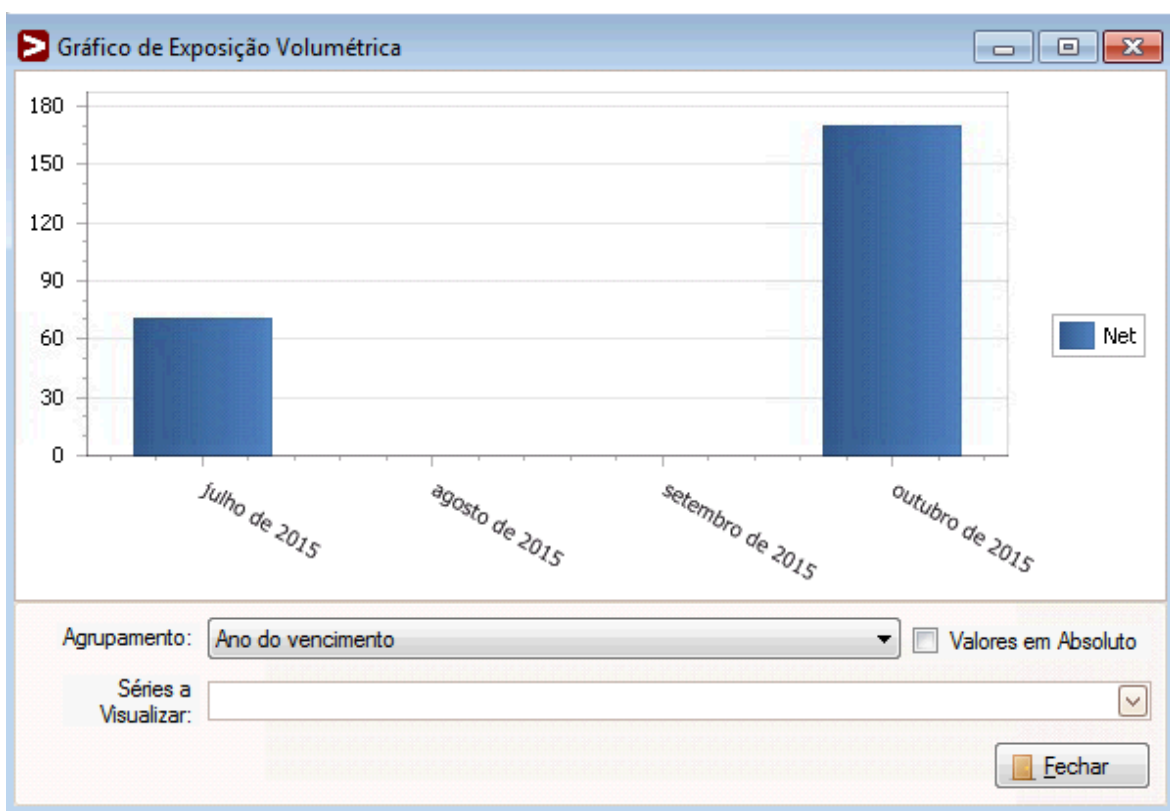 Gráfico de Exposição Volumétrica
180
150
120
90
60
30
0
julho de 2015
agosto de 2015
setembro de 2015
outubro de 2015
Net
Agrupamento: Ano do vencimento Valores em Absoluto
Séries a
Visualizar:
Fechar